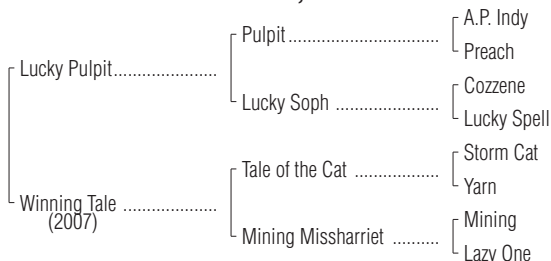 A.P. Indy
Pulpit
Preach
Lucky Pulpit
Cozzene
Lucky Soph
Lucky Spell
Storm Cat
Tale of the Cat
Yarn
Winning Tale
(2007)
Mining
Mining Missharriet
Lazy One